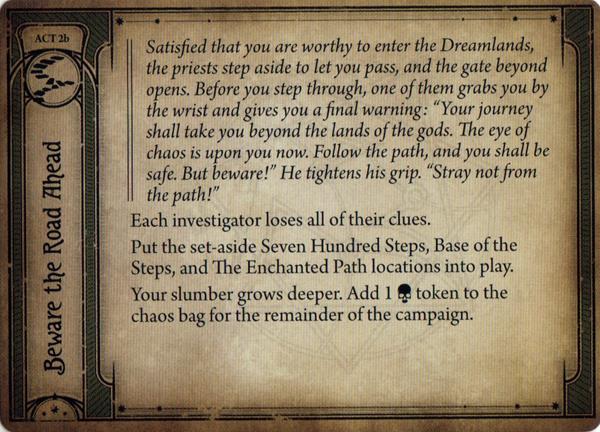 ACT 2b
Beware the Road Ahead
Satisfied that you are worthy to enter the Dreamlands,
the priests step aside to let you pass, and the gate beyond
opens. Before you step through, one of them grabs you by
the wrist and gives you a final warning: “Your journey
shall take you beyond the lands of the gods. The eye of
chaos is upon you now. Follow the path, and you shall be
safe. But beware!” He tightens his grip. “Stray not from
the path!”
Each investigator loses all of their clues.
Put the set-aside Seven Hundred Steps, Base of the
Steps, and The Enchanted Path locations into play.
Your slumber grows deeper. Add 1 token to the
chaos bag for the remainder of the campaign.